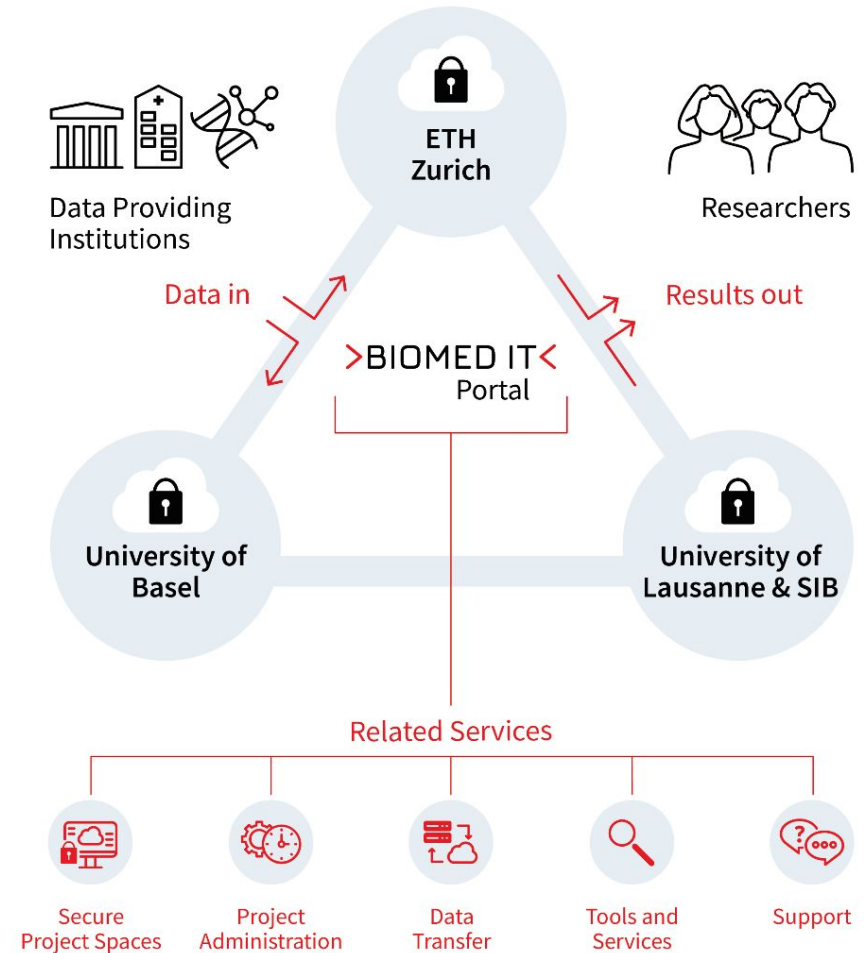 ETH
Zurich
Data Providing
Institutions
Researchers
Data in
Results out
>BIOMED IT<
Portal
University of
Basel
University of
Lausanne & SIB
Related Services
Secure
Project Spaces
Project
Administration
Data
Transfer
Tools and
Services
Support